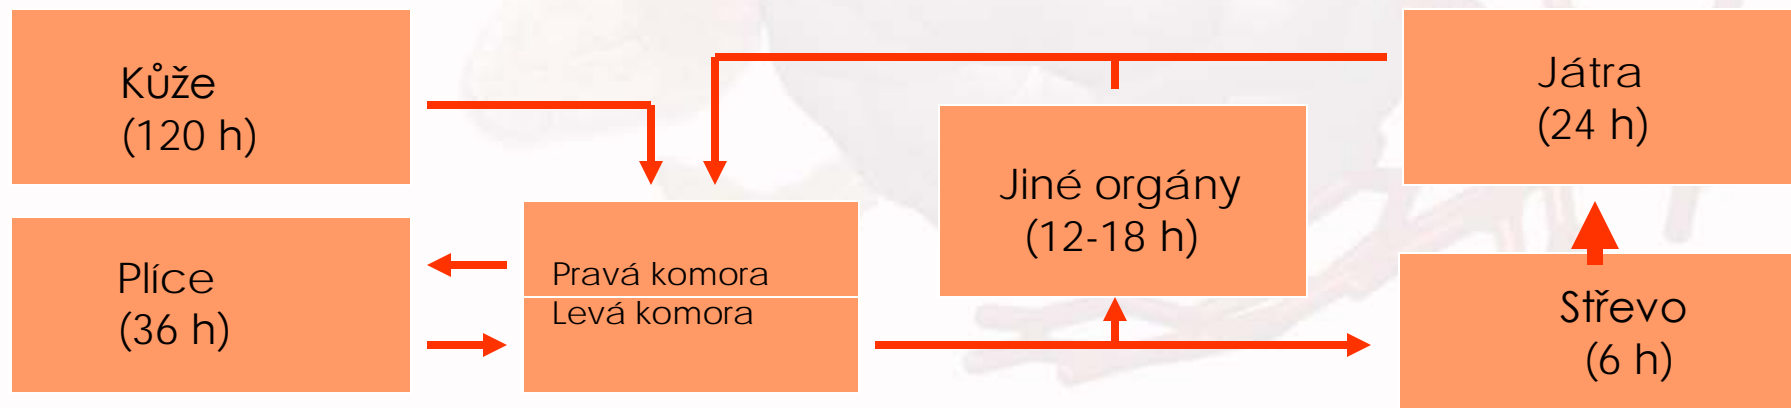 Kůže
(120 h)
Plíce
(36 h)
Pravá komora
Levá komora
Jiné orgány
(12-18 h)
Játra
(24 h)
Střevo
(6 h)